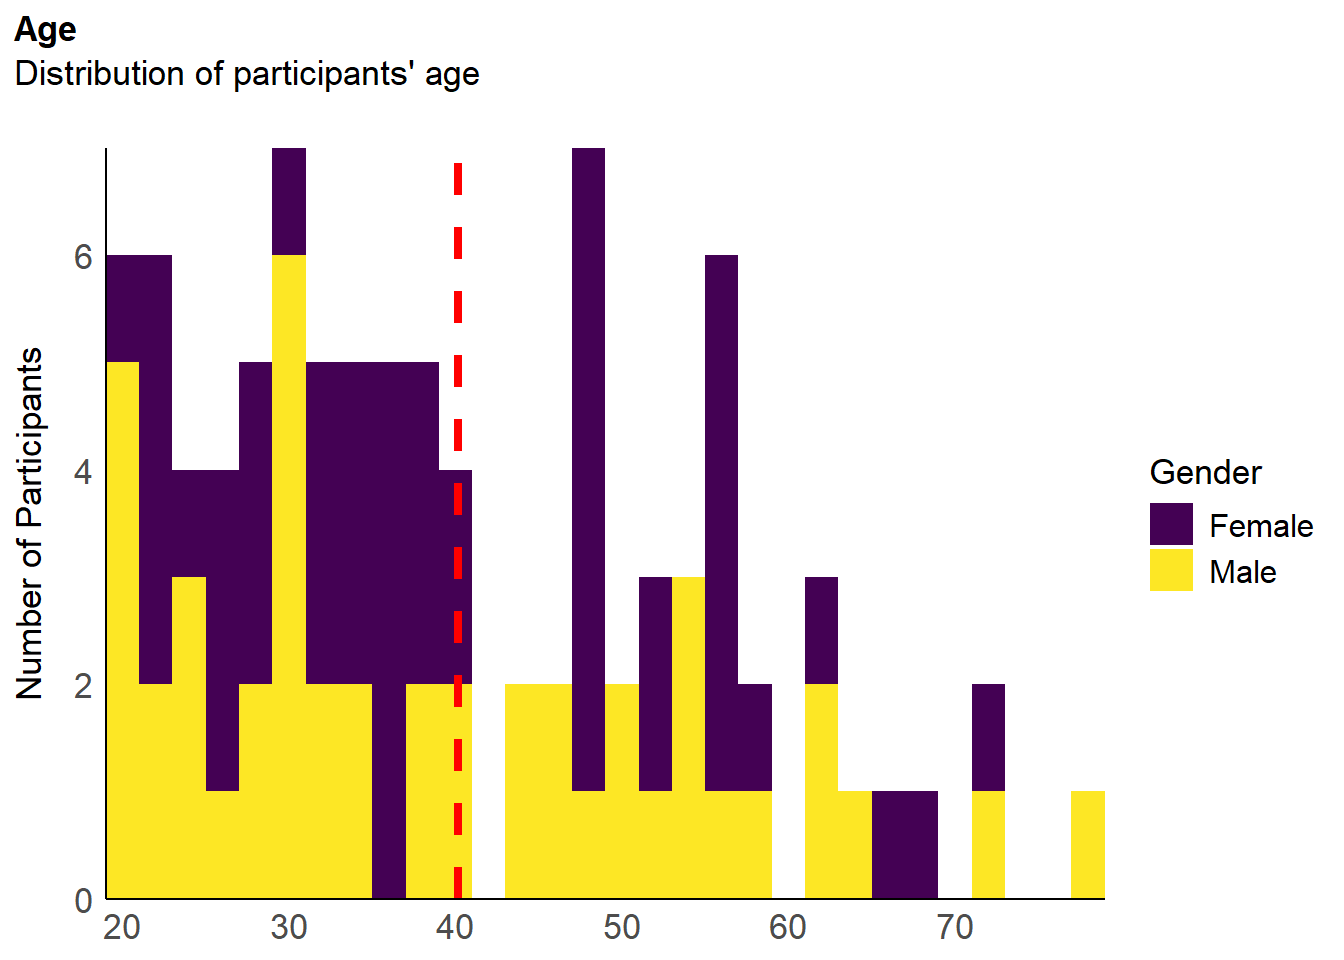 Age
Distribution of participants' age
Number of Participants
6
4
2
0
20 30 40 50 60 70
Gender
Female
Male